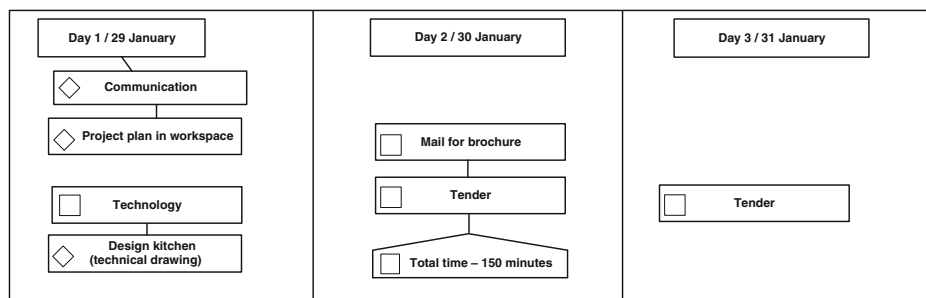 Day 1 / 29 January
Communication
Project plan in workspace
Technology
Design kitchen
(technical drawing)
Day 2 / 30 January
Mail for brochure
Tender
Total time – 150 minutes
Day 3 / 31 January
Tender